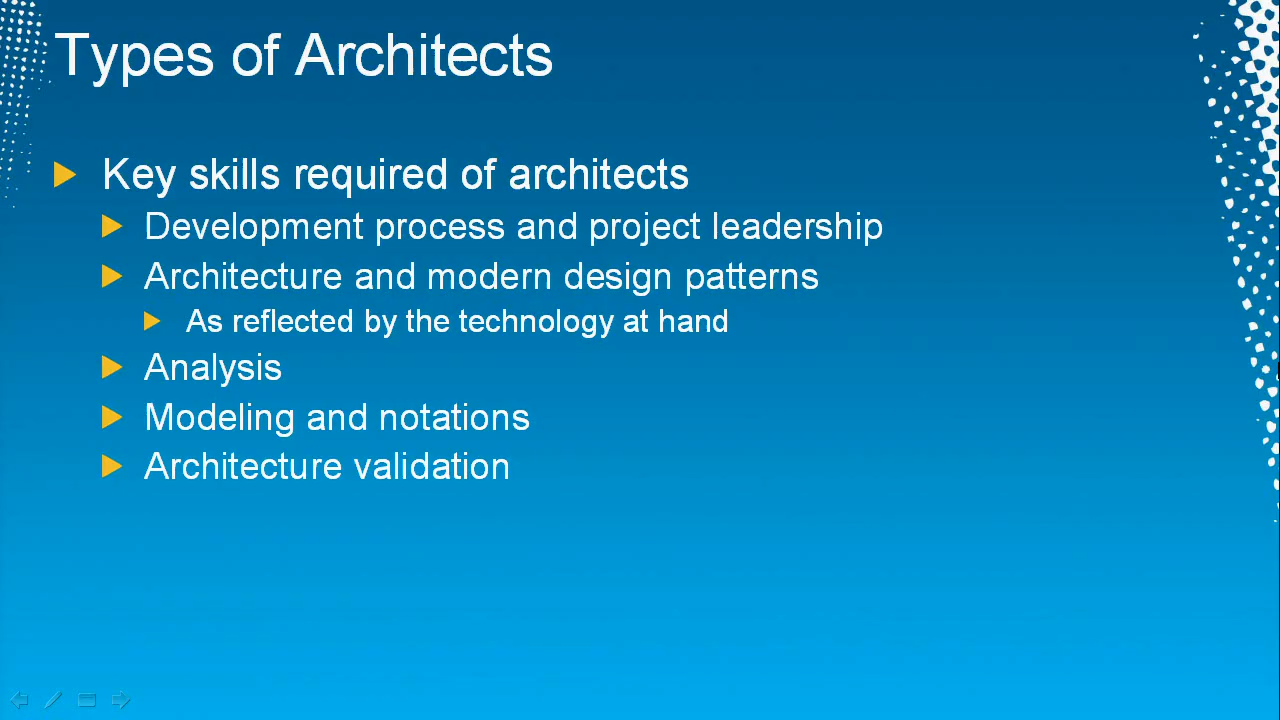 Types of Architects
Key skills required of architects
Development process and project leadership
Architecture and modern design patterns
As reflected by the technology at hand
Analysis
Modeling and notations
Architecture validation